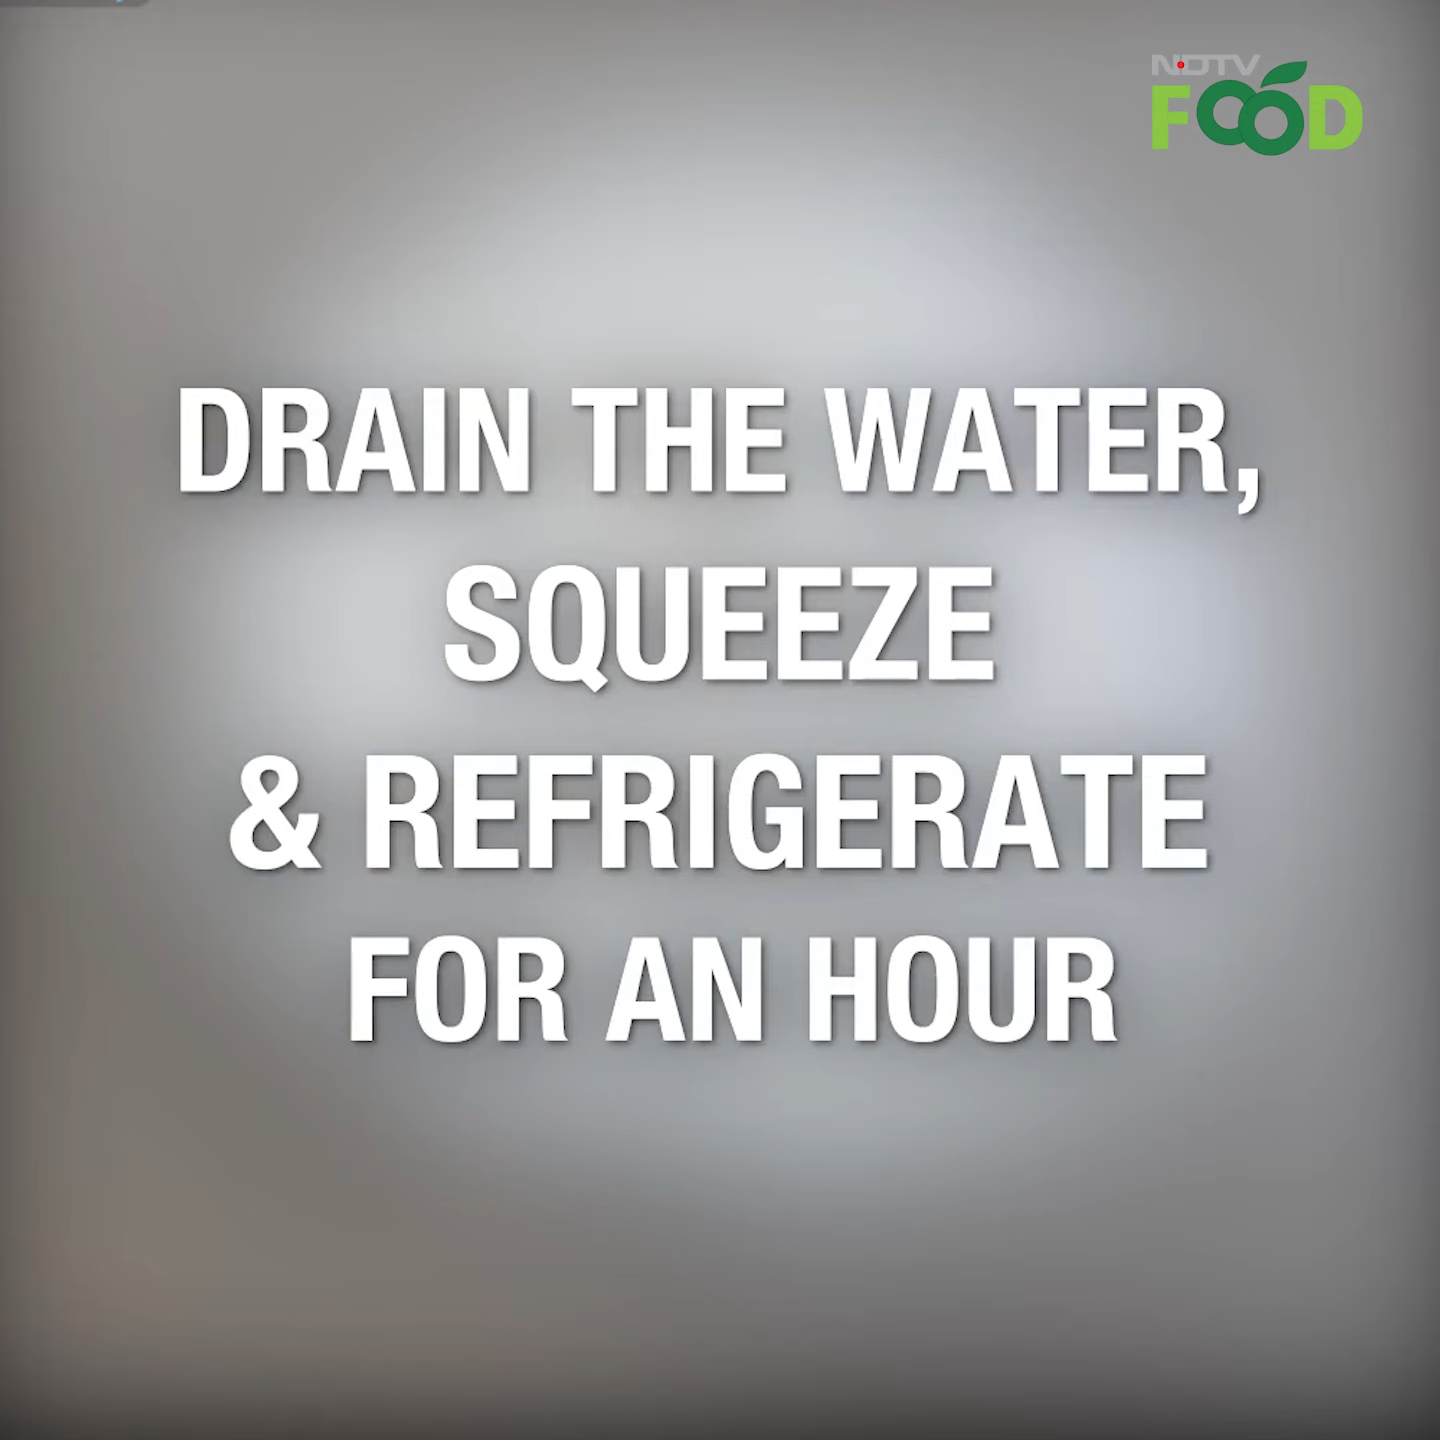 NDTV
FOOD
DRAIN THE WATER,
SQUEEZE
& REFRIGERATE
FOR AN HOUR